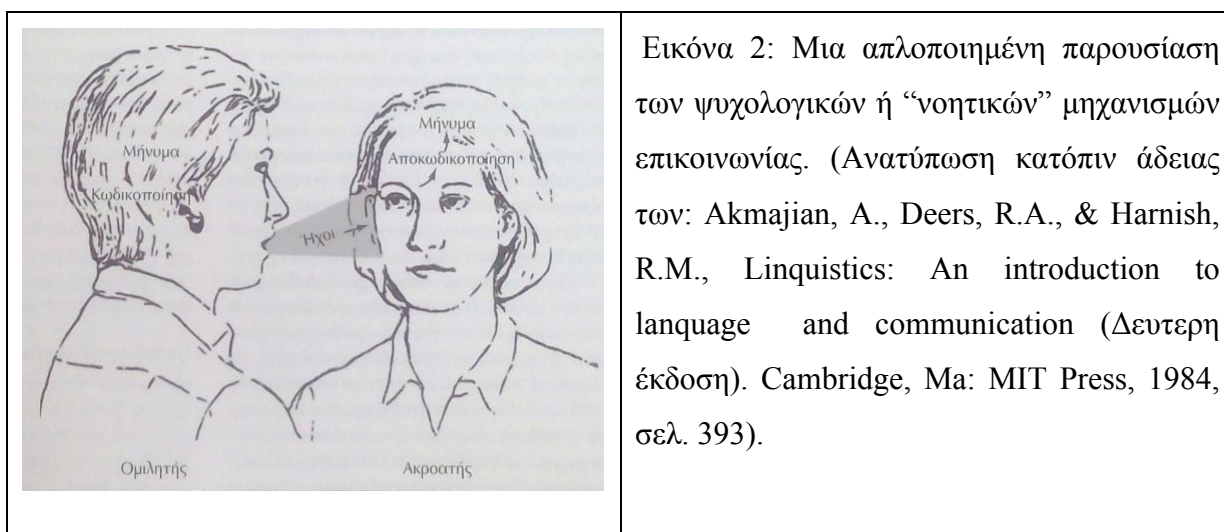 Μήνυμα
Κωδικοποίηση
Ήχοι
Μήνυμα
Αποκωδικοποίηση
Ομιλητής
Ακροατής
Εικόνα 2: Μια απλοποιημένη παρουσίαση
των ψυχολογικών ή “νοητικών” μηχανισμών
επικοινωνίας. (Ανατύπωση κατόπιν άδειας
των: Akmajian, A., Deers, R.A., & Harnish,
R.M., Linquistics: An introduction to
lanquage and communication (Δευτερη
έκδοση). Cambridge, Ma: MIT Press, 1984,
σελ. 393).